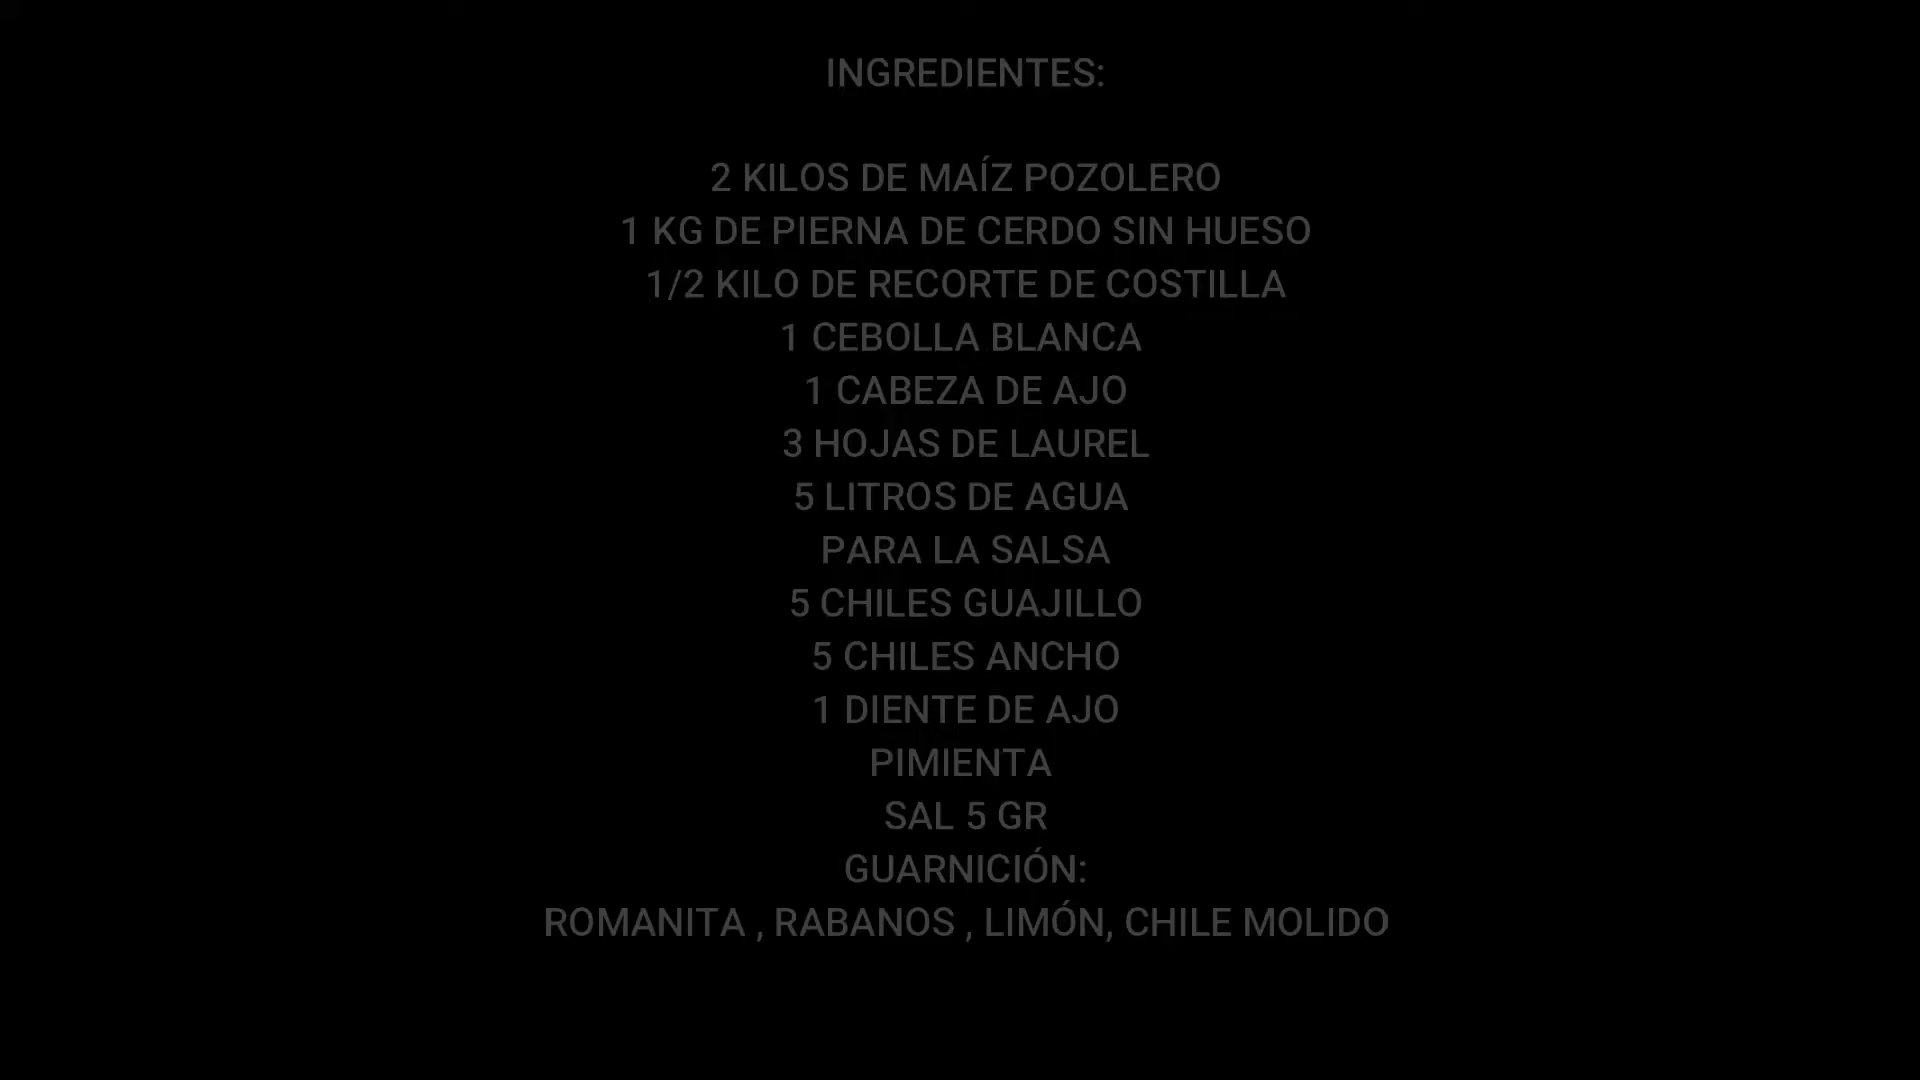 INGREDIENTES:
2 KILOS DE MAÍZ POZOLERO
1 KG DE PIERNA DE CERDO SIN HUESO
1/2 KILO DE RECORTE DE COSTILLA
1 CEBOLLA BLANCA
1 CABEZA DE AJO
3 HOJAS DE LAUREL
5 LITROS DE AGUA
PARA LA SALSA
5 CHILES GUAJILLO
5 CHILES ANCHO
1 DIENTE DE AJO
PIMIENTA
SAL 5 GR
GUARNICIÓN:
ROMANITA , RABANOS , LIMÓN, CHILE MOLIDO